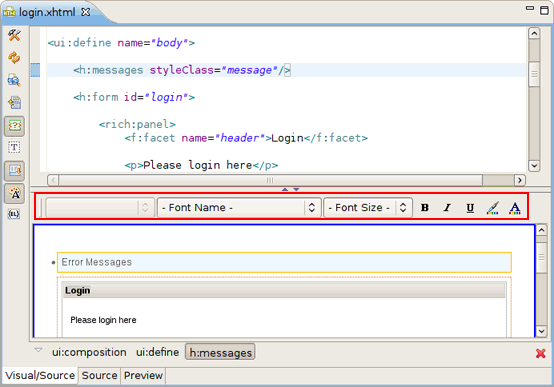 login.xhtml
<ui:define name="body">
<h:messages styleClass="message"/>
<h:form id="login">
<rich:panel>
<f:facet name="header">Login</f:facet>
<p>Please login here</p>
- Font Name -
- Font Size -
B I U A
Error Messages
Login
Please login here
ui:composition ui:define h:messages
Visual/Source Source Preview